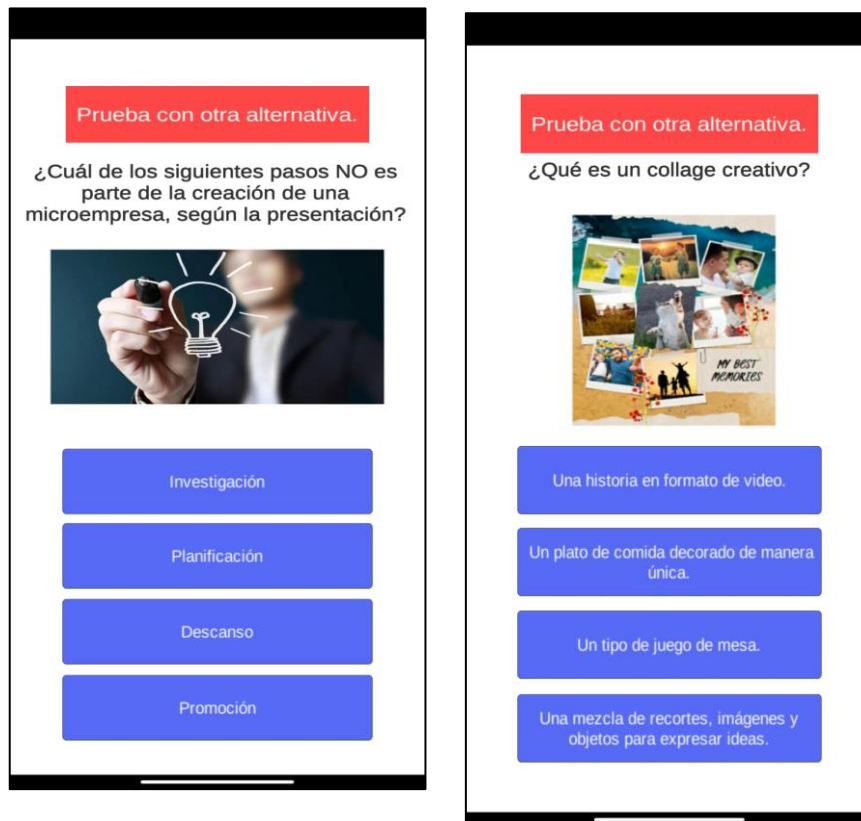 Prueba con otra alternativa.
¿Cuál de los siguientes pasos NO es
parte de la creación de una
microempresa, según la presentación?
Investigación
Planificación
Descanso
Promoción
Prueba con otra alternativa.
¿Qué es un collage creativo?
MY BEST
MEMORIES
Una historia en formato de video.
Un plato de comida decorado de manera
única.
Un tipo de juego de mesa.
Una mezcla de recortes, imágenes y
objetos para expresar ideas.